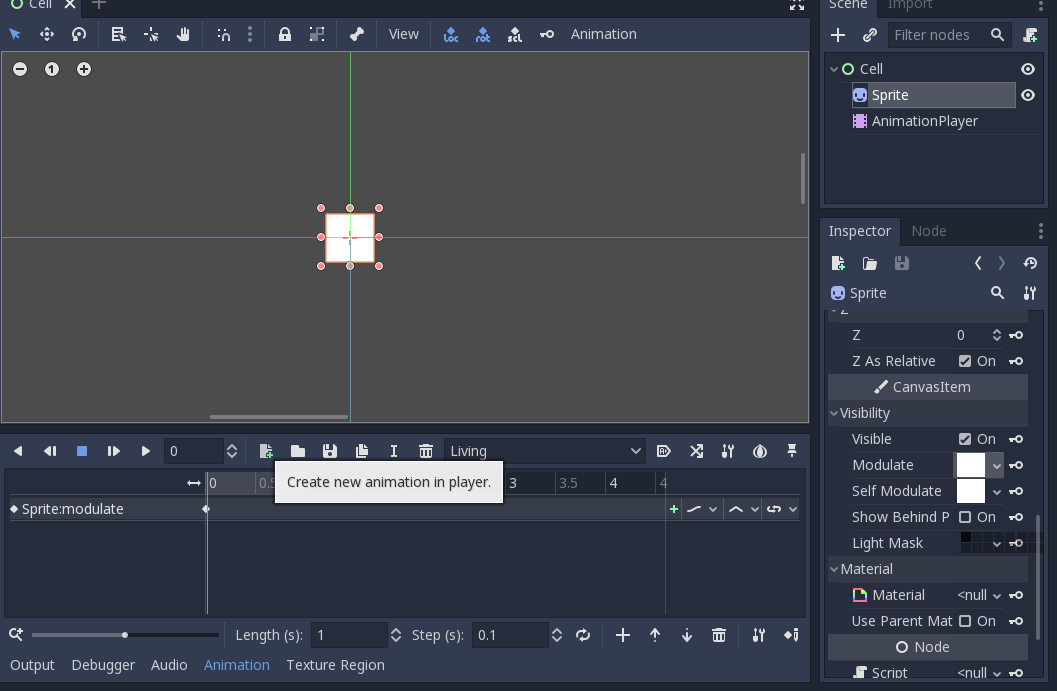 Cell
Scene Import
View
Animation
Filter nodes
1
Cell
Sprite
AnimationPlayer
Inspector Node
Sprite
Z
Z 0
Z As Relative On
CanvasItem
Visibility
Visible On
Modulate
Self Modulate
Show Behind P On
Light Mask
Material
Material <null
Use Parent Mat On
Node
Script <null
0
Living
Create new animation in player.
0 0.5 3 3.5 4 4
Sprite:modulate
Length (s): 1 Step (s): 0.1
Output Debugger Audio Animation Texture Region